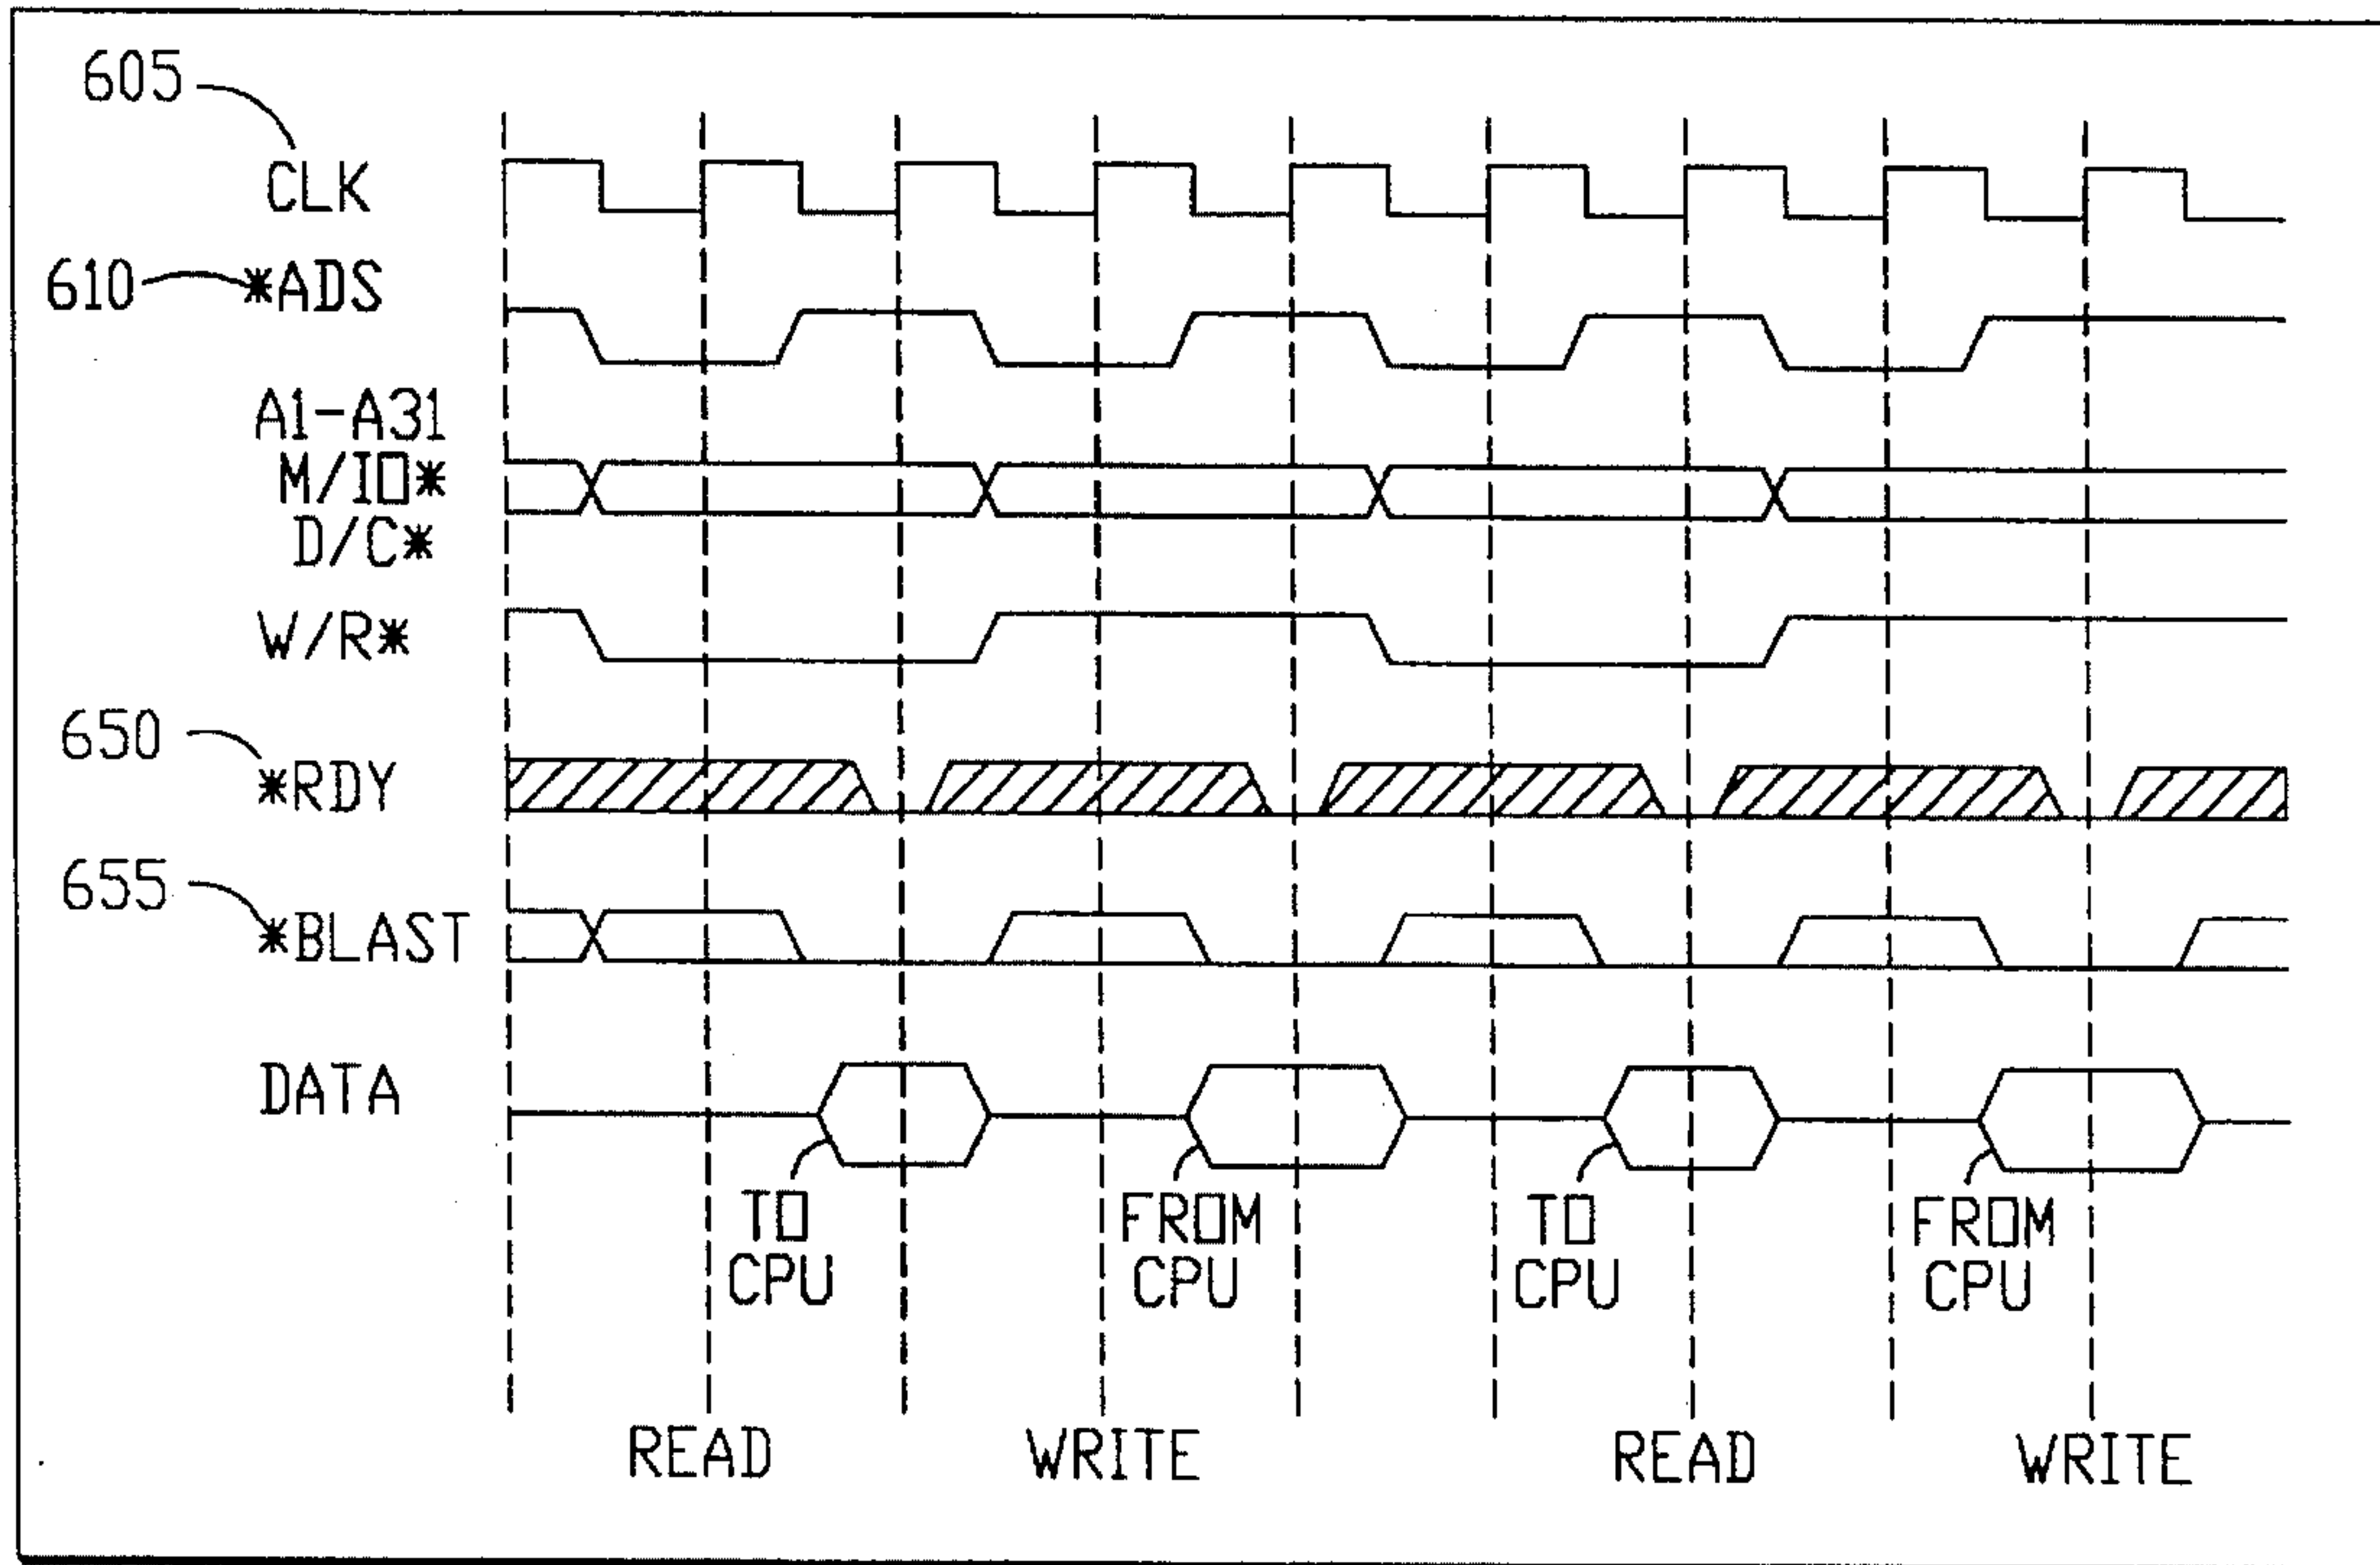 605
CLK
610
*ADS
A1-A31
M/IO*
D/C*
W/R*
650
*RDY
655
*BLAST
DATA
TO
CPU
FROM
CPU
TO
CPU
FROM
CPU
READ
WRITE
READ
WRITE